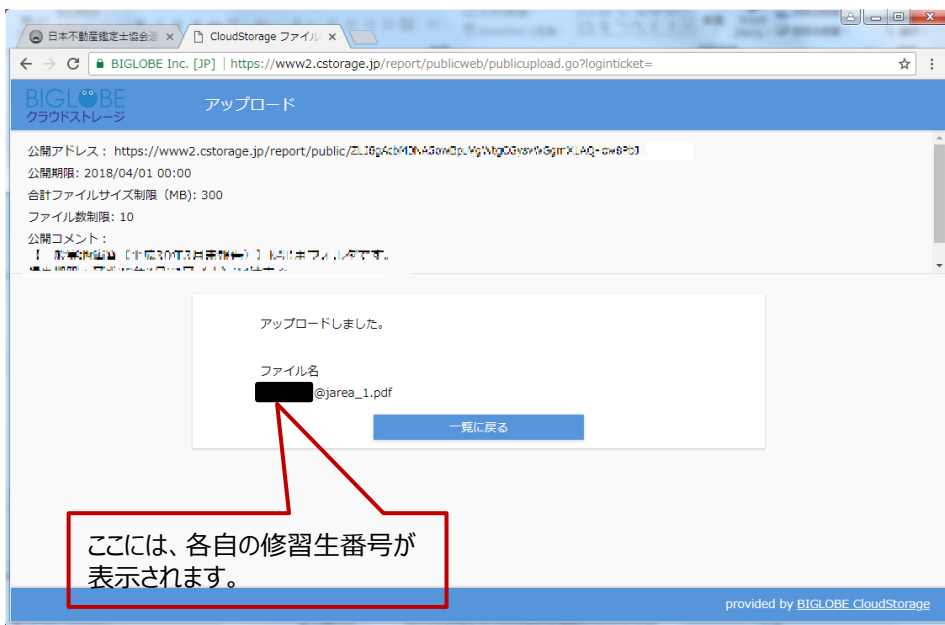 日本不動産鑑定士協会
CloudStorage ファイル
BIGLOBE Inc. [JP] | https://www2.cstorage.jp/report/publicweb/publicupload.go?loginticket=
BIGLOBE
クラウドストレージ
アップロード
公開アドレス： https://www2.cstorage.jp/report/public/
公開期限: 2018/04/01 00:00
合計ファイルサイズ制限（MB）: 300
ファイル数制限: 10
公開コメント：
アップロードしました。
ファイル名
@jarea_1.pdf
一覧に戻る
ここには、各自の修習生番号が
表示されます。
provided by BIGLOBE CloudStorage